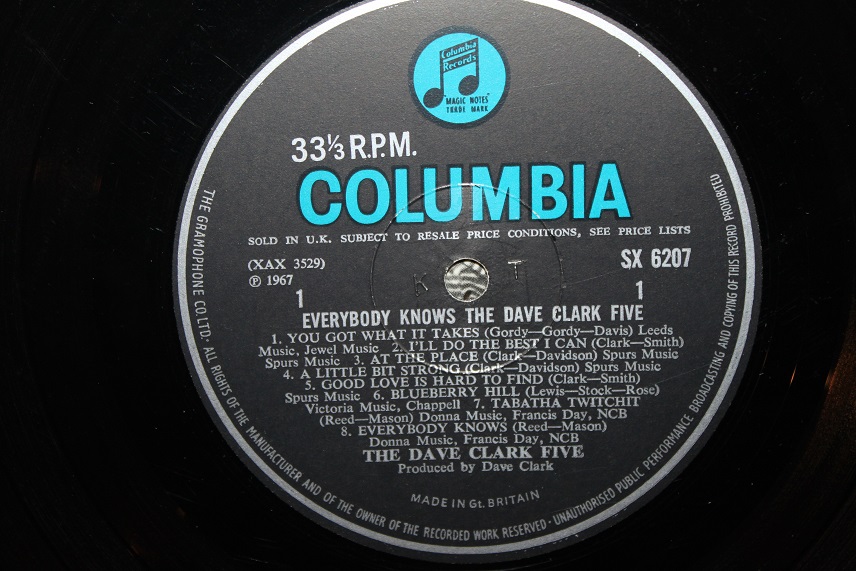 Columbia
Records
"MAGIC NOTES"
TRADE MARK
33⅓ R.P.M.
COLUMBIA
SOLD IN U.K. SUBJECT TO RESALE PRICE CONDITIONS, SEE PRICE LISTS
(XAX 3529)
SX 6207
℗ 1967
K T
1
1
EVERYBODY KNOWS THE DAVE CLARK FIVE
1. YOU GOT WHAT IT TAKES (Gordy—Gordy—Davis) Leeds
Music, Jewel Music 2. I'LL DO THE BEST I CAN (Clark—Smith)
Spurs Music 3. AT THE PLACE (Clark—Davidson) Spurs Music
4. A LITTLE BIT STRONG (Clark—Davidson) Spurs Music
5. GOOD LOVE IS HARD TO FIND (Clark—Smith)
Spurs Music 6. BLUEBERRY HILL (Lewis—Stock—Rose)
Victoria Music, Chappell 7. TABATHA TWITCHIT
(Reed—Mason) Donna Music, Francis Day, NCB
8. EVERYBODY KNOWS (Reed—Mason)
Donna Music, Francis Day, NCB
THE DAVE CLARK FIVE
Produced by Dave Clark
MADE IN Gt. BRITAIN
THE GRAMOPHONE CO. LTD. · ALL RIGHTS OF THE MANUFACTURER AND OF THE OWNER OF THE RECORDED WORK RESERVED · UNAUTHORISED PUBLIC PERFORMANCE BROADCASTING AND COPYING OF THIS RECORD PROHIBITED